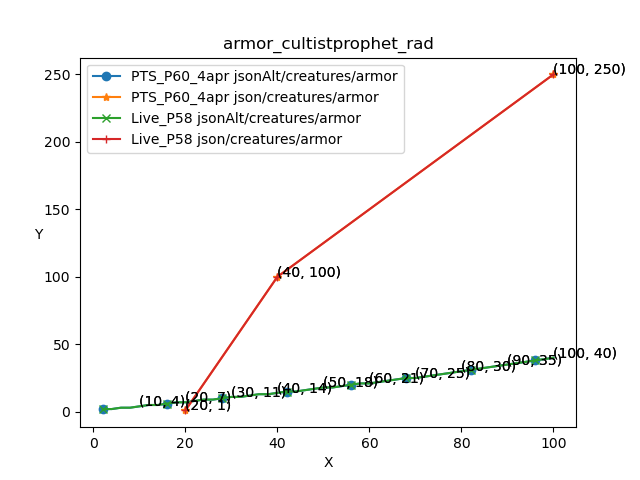 armor_cultistprophet_rad
PTS_P60_4apr jsonAlt/creatures/armor
PTS_P60_4apr json/creatures/armor
Live_P58 jsonAlt/creatures/armor
Live_P58 json/creatures/armor
(100, 250)
(40, 100)
(100, 40)
(90, 35)
(80, 30)
(70, 25)
(60, 21)
(50, 18)
(40, 14)
(30, 11)
(20, 7)
(10, 4)
(20, 1)
250
200
150
100
50
0
Y
0 20 40 60 80 100
X